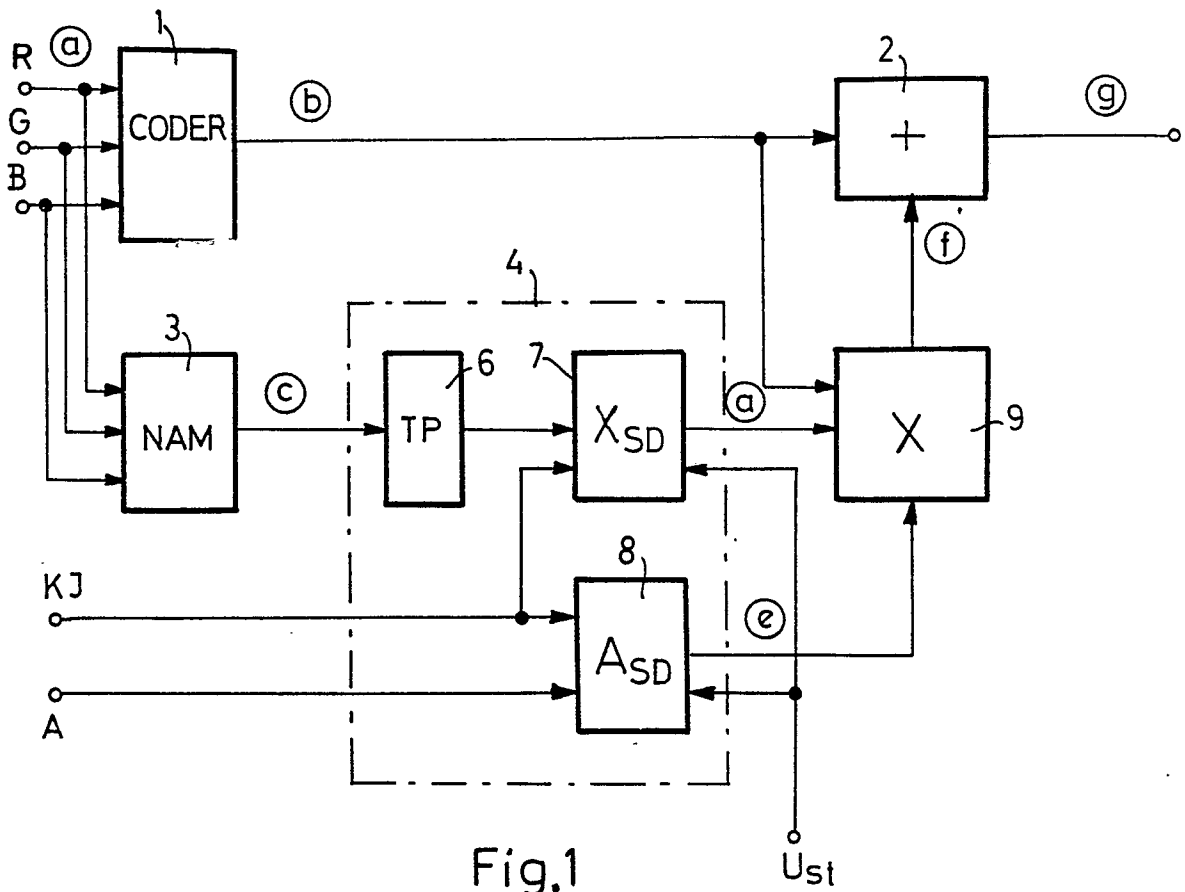 1
R ⓐ
2
ⓑ
ⓖ
G
CODER
+
B
ⓕ
4
3
6
7
ⓒ
ⓐ
9
NAM
TP
XSD
X
8
KJ
ⓔ
ASD
A
Fig.1
Ust